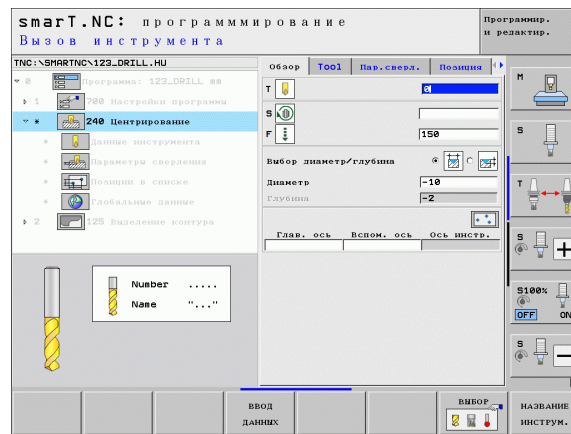 smarT.NC: программмирование
Программир. и редактир.
Вызов инструмента
TNC:\SMARTNC\123_DRILL.HU
0 Программа: 123_DRILL мм
1 700 Настройки программы
* 240 Центрирование
* Данные инструмента
* Параметры сверления
* Позиции в списке
* Глобальные данные
2 125 Выделение контура
Number .....
Name "..."
Обзор Tool Пар.сверл. Позиция
T 0
S
F 150
Выбор диаметр/глубина
Диаметр -10
Глубина -2
Глав. ось Вспом. ось Ось инстр.
M
S
T
S
S100%
OFF ON
S
ВВОД ДАННЫХ
ВЫБОР
НАЗВАНИЕ ИНСТРУМ.